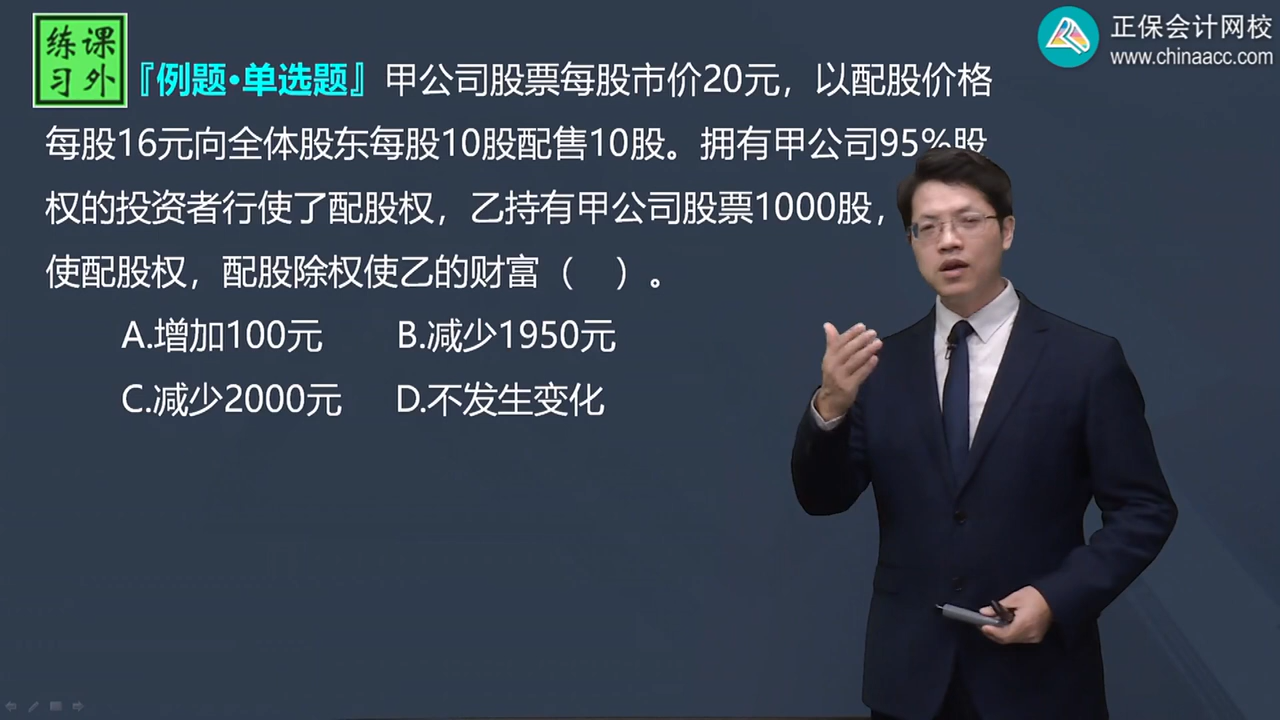 练课
习外
正保会计网校
www.chinaacc.com
『例题•单选题』甲公司股票每股市价20元，以配股价格
每股16元向全体股东每股10股配售10股。拥有甲公司95%股
权的投资者行使了配股权，乙持有甲公司股票1000股，
使配股权，配股除权使乙的财富（ ）。
A.增加100元 B.减少1950元
C.减少2000元 D.不发生变化